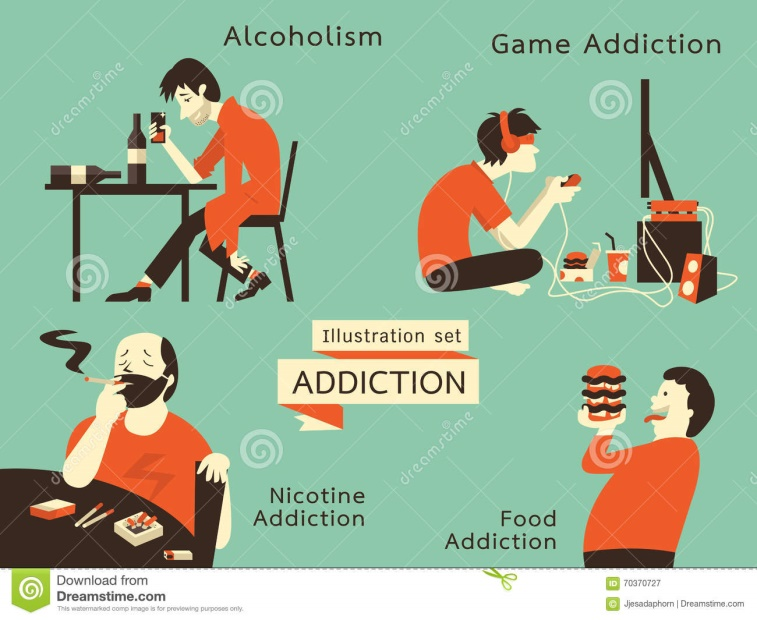 Alcoholism
Game Addiction
Illustration set
ADDICTION
Nicotine
Addiction
Food
Addiction
dreamstime
Download from
Dreamstime.com
This watermarked comp image is for previewing purposes only.
ID 70370727
Jjesadaphorn | Dreamstime.com